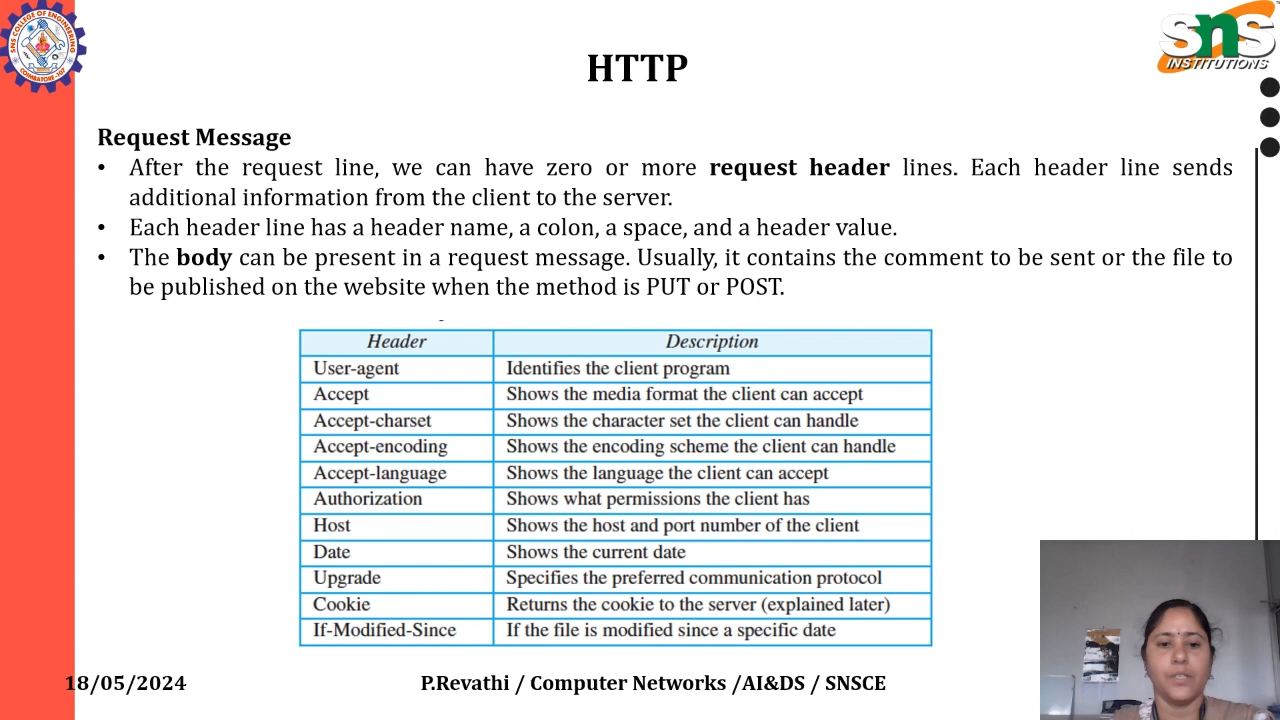 SNS COLLEGE OF ENGINEERING
COIMBATORE -107
SNS
INSTITUTIONS
HTTP
Request Message
• After the request line, we can have zero or more request header lines. Each header line sends
additional information from the client to the server.
• Each header line has a header name, a colon, a space, and a header value.
• The body can be present in a request message. Usually, it contains the comment to be sent or the file to
be published on the website when the method is PUT or POST.
Header Description
User-agent Identifies the client program
Accept Shows the media format the client can accept
Accept-charset Shows the character set the client can handle
Accept-encoding Shows the encoding scheme the client can handle
Accept-language Shows the language the client can accept
Authorization Shows what permissions the client has
Host Shows the host and port number of the client
Date Shows the current date
Upgrade Specifies the preferred communication protocol
Cookie Returns the cookie to the server (explained later)
If-Modified-Since If the file is modified since a specific date
18/05/2024 P.Revathi / Computer Networks /AI&DS / SNSCE